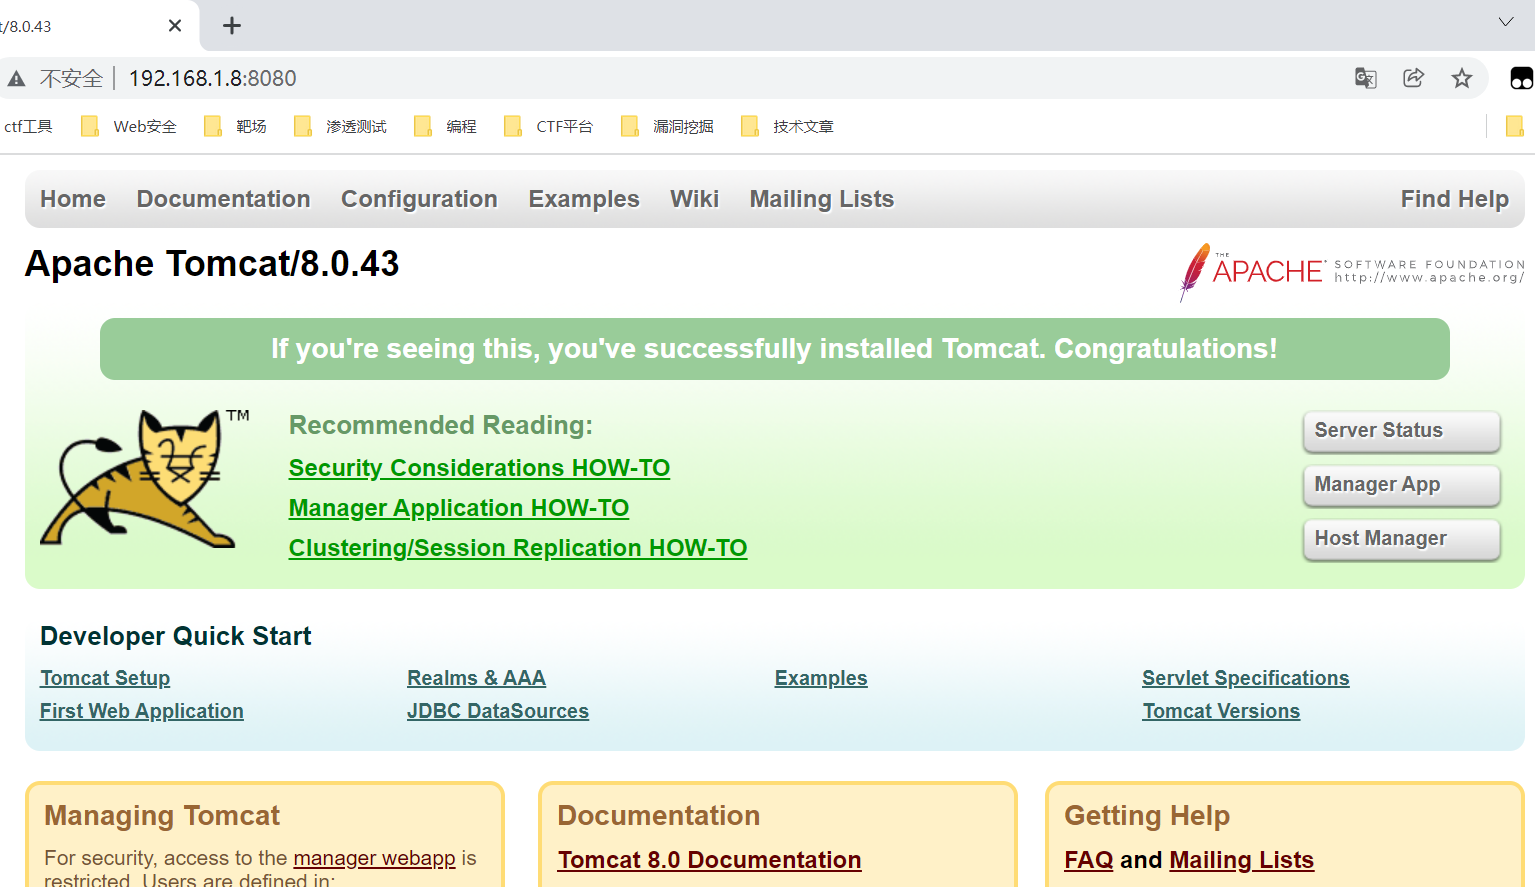 t/8.0.43
不安全 192.168.1.8:8080
ctf工具 Web安全 靶场 渗透测试 编程 CTF平台 漏洞挖掘 技术文章
Home Documentation Configuration Examples Wiki Mailing Lists Find Help
Apache Tomcat/8.0.43
THE APACHE SOFTWARE FOUNDATION
http://www.apache.org/
If you're seeing this, you've successfully installed Tomcat. Congratulations!
TM
Recommended Reading:
Security Considerations HOW-TO
Manager Application HOW-TO
Clustering/Session Replication HOW-TO
Server Status
Manager App
Host Manager
Developer Quick Start
Tomcat Setup Realms & AAA Examples Servlet Specifications
First Web Application JDBC DataSources Tomcat Versions
Managing Tomcat
For security, access to the manager webapp is
restricted. Users are defined in:
Documentation
Tomcat 8.0 Documentation
Getting Help
FAQ and Mailing Lists